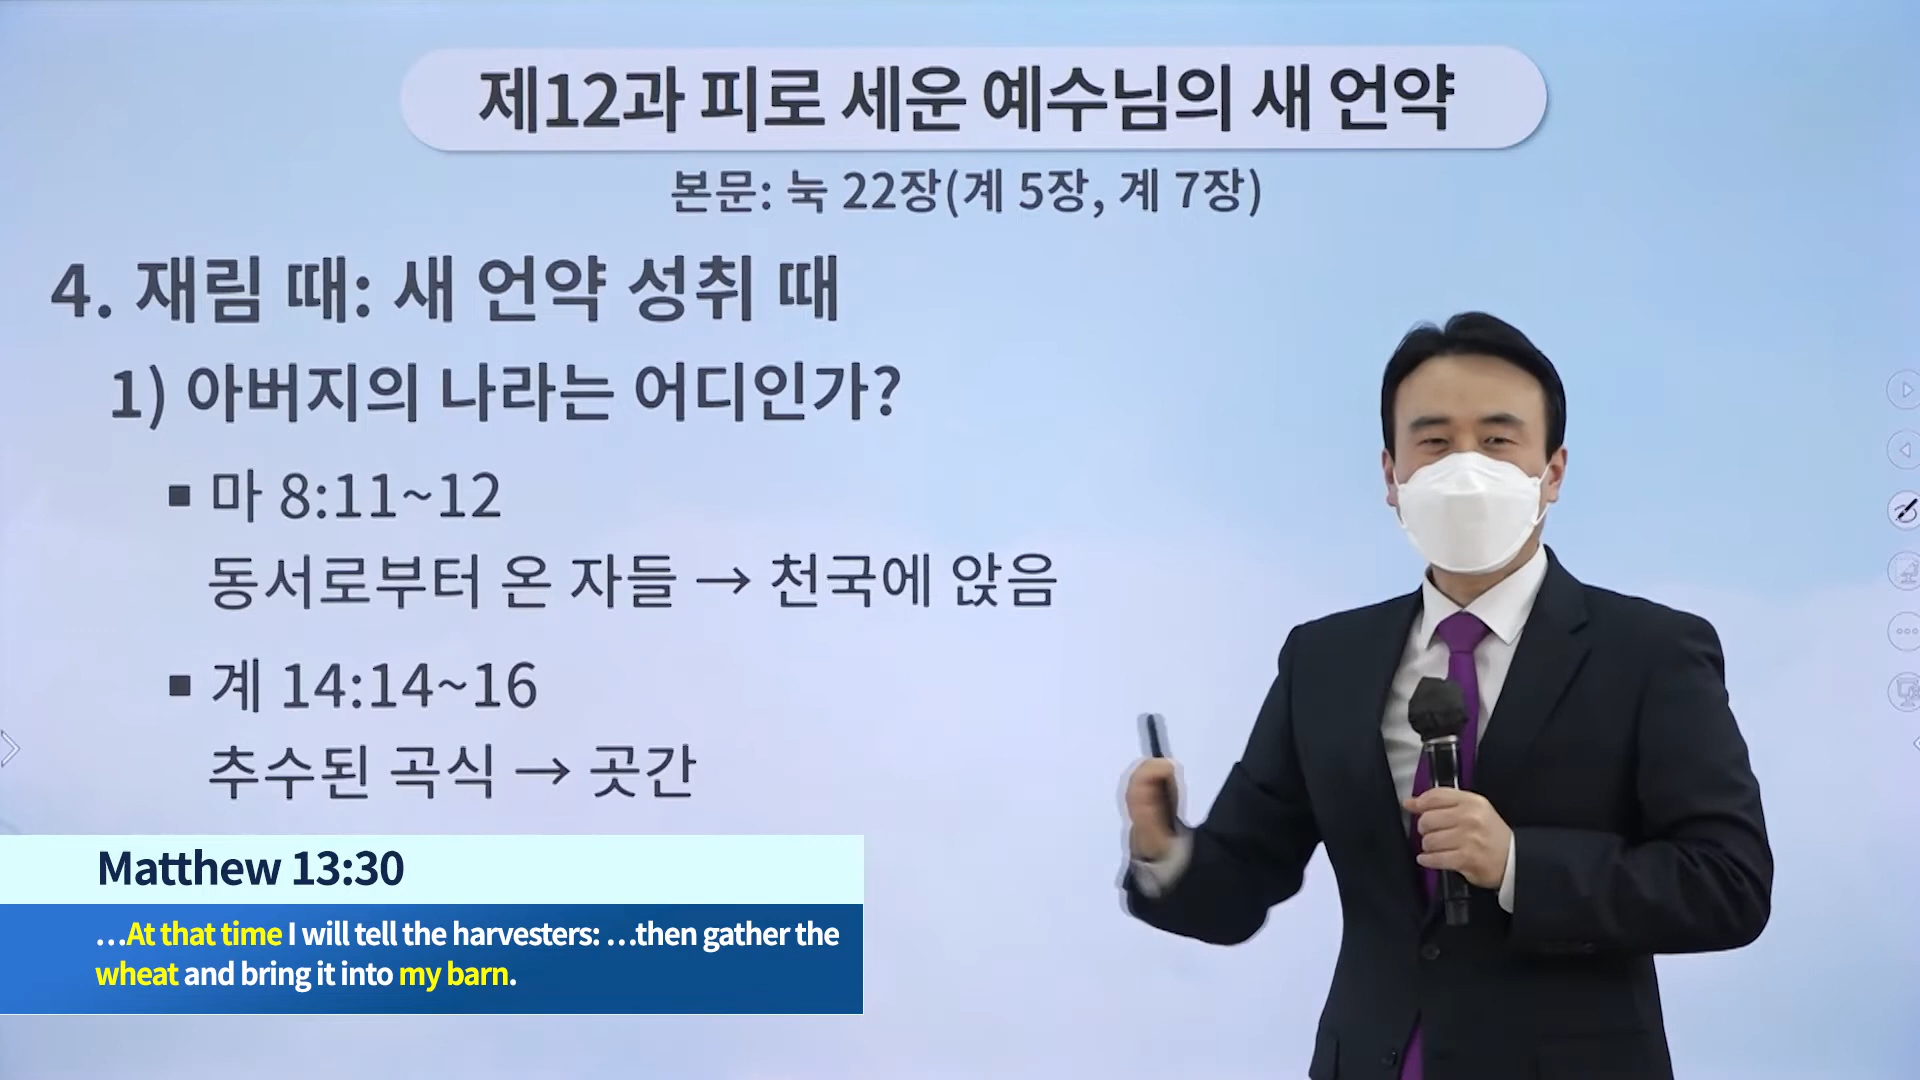 제12과 피로 세운 예수님의 새 언약
본문: 눅 22장(계 5장, 계 7장)
4. 재림 때: 새 언약 성취 때
1) 아버지의 나라는 어디인가?
▪ 마 8:11~12
동서로부터 온 자들 → 천국에 앉음
▪ 계 14:14~16
추수된 곡식 → 곳간
Matthew 13:30
…At that time I will tell the harvesters: …then gather the
wheat and bring it into my barn.